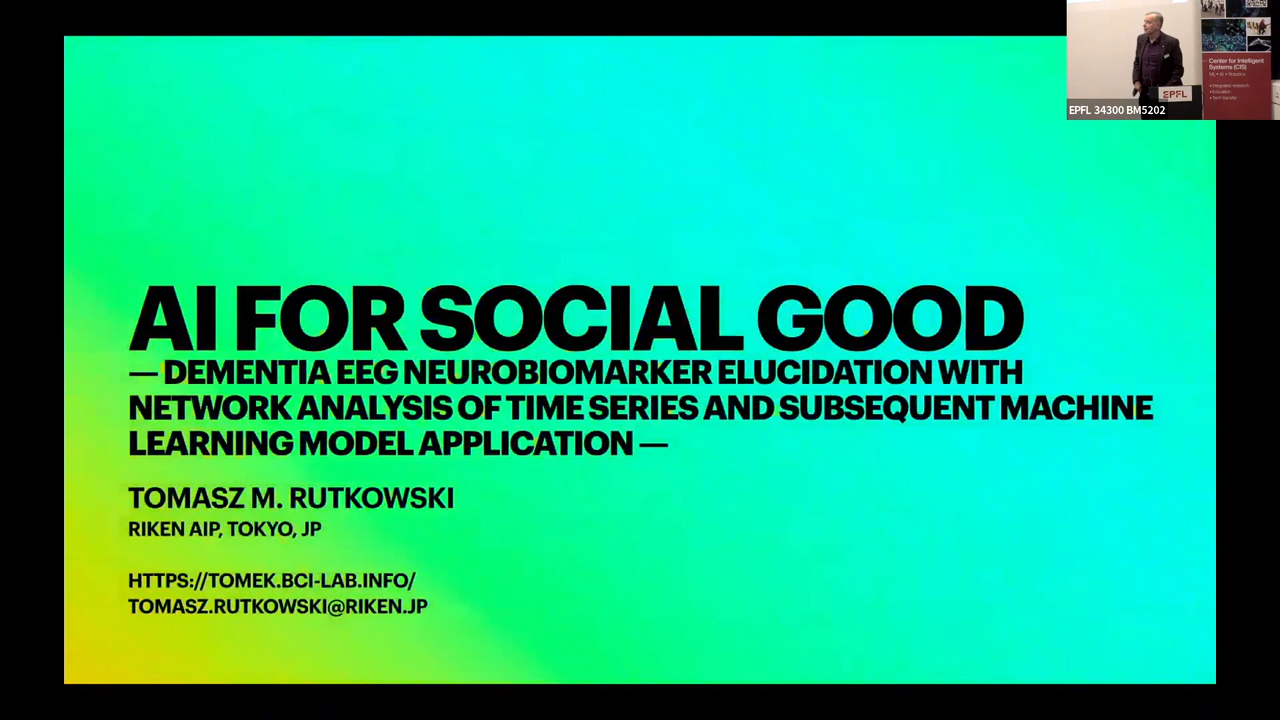 AI FOR SOCIAL GOOD
— DEMENTIA EEG NEUROBIOMARKER ELUCIDATION WITH
NETWORK ANALYSIS OF TIME SERIES AND SUBSEQUENT MACHINE
LEARNING MODEL APPLICATION —
TOMASZ M. RUTKOWSKI
RIKEN AIP, TOKYO, JP
HTTPS://TOMEK.BCI-LAB.INFO/
TOMASZ.RUTKOWSKI@RIKEN.JP
Center for Intelligent
Systems (CIS)
EPFL
EPFL 34300 BM5202